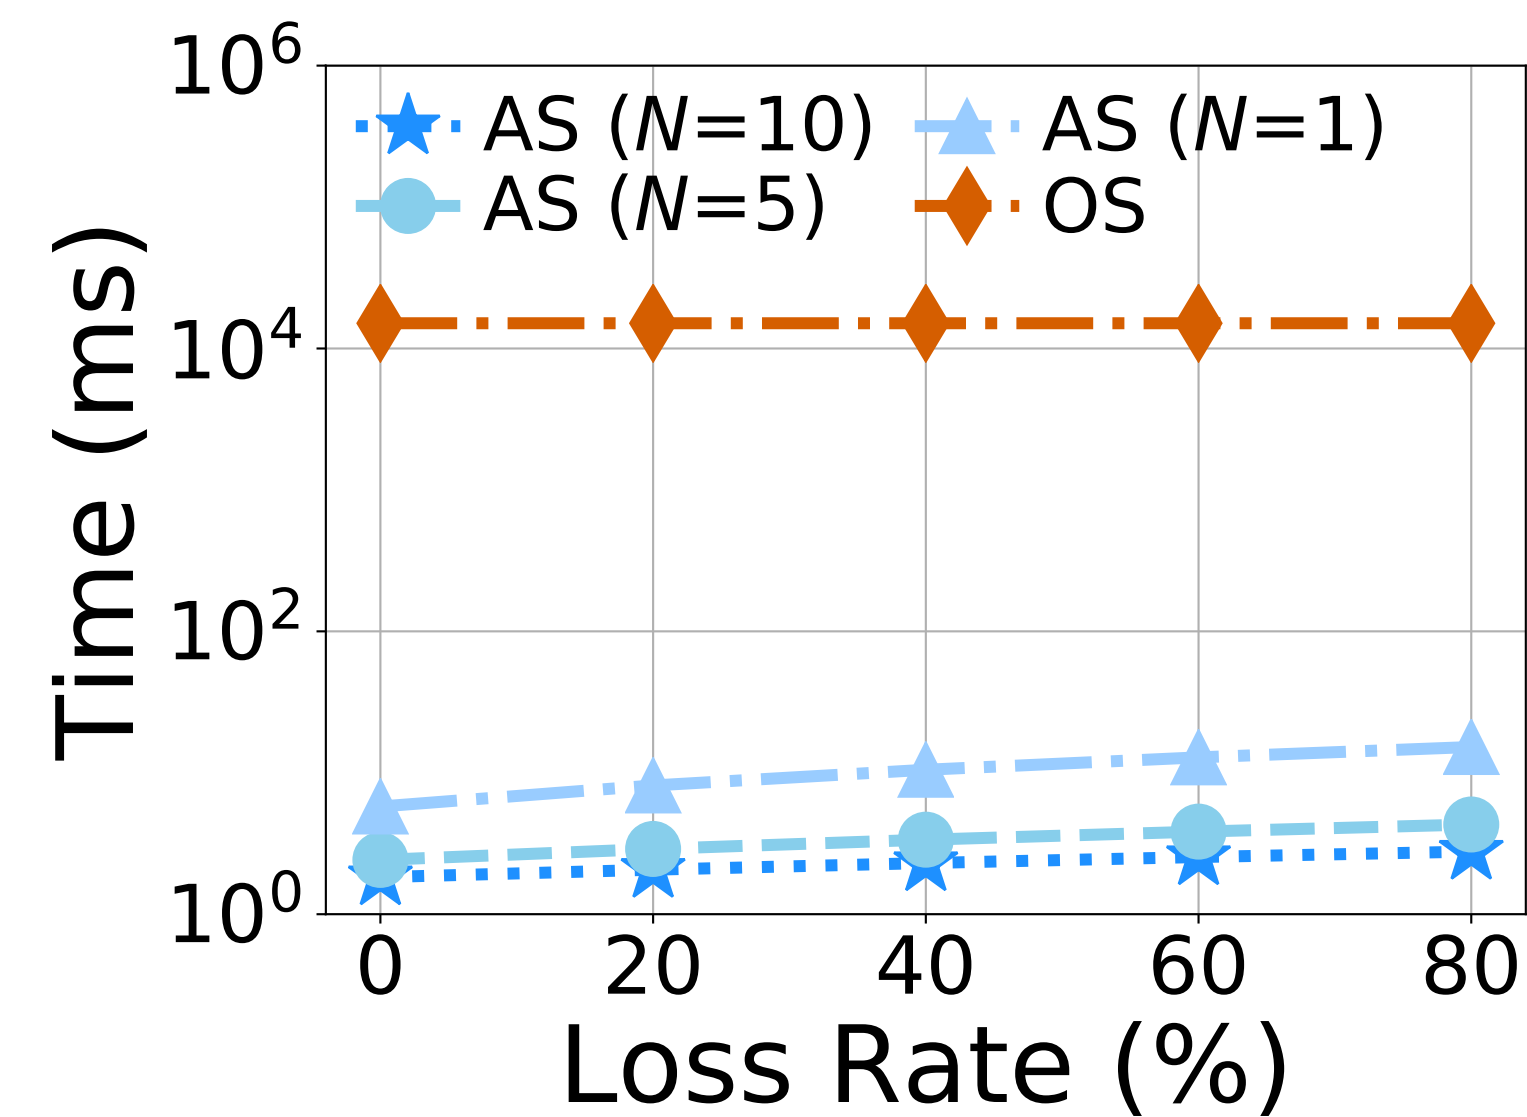 10^6
AS (N=10) AS (N=1)
AS (N=5) OS
10^4
10^2
10^0
Time (ms)
0 20 40 60 80
Loss Rate (%)